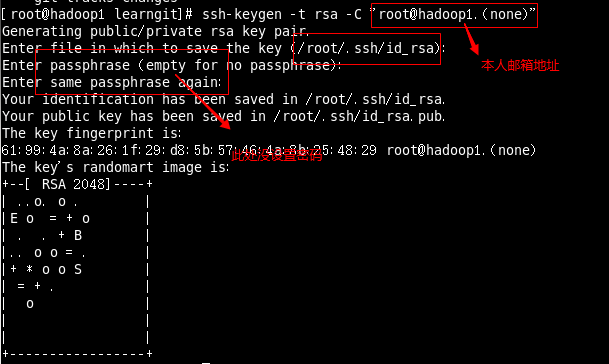 git tracks changes
[root@hadoop1 learngit]# ssh-keygen -t rsa -C "root@hadoop1.(none)"
Generating public/private rsa key pair.
Enter file in which to save the key (/root/.ssh/id_rsa):
本人邮箱地址
Enter passphrase (empty for no passphrase):
Enter same passphrase again:
Your identification has been saved in /root/.ssh/id_rsa.
Your public key has been saved in /root/.ssh/id_rsa.pub.
The key fingerprint is:
61:99:4a:8a:26:1f:29:d8:5b:57:46:4a:8b:25:48:29 root@hadoop1.(none)
此处没设置密码
The key's randomart image is:
+--[ RSA 2048]----+
| ..o. o .        |
|E o  = + o       |
| .  . + B        |
|.. o o = .       |
|+ * o o S        |
| = + .           |
|  o              |
|                 |
|                 |
+-----------------+